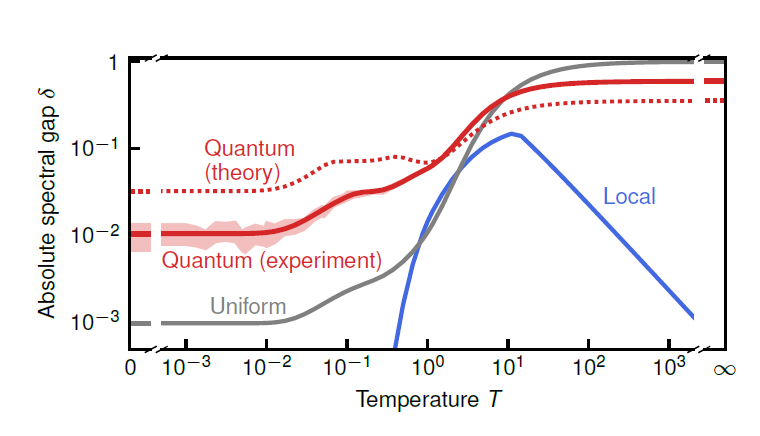 Absolute spectral gap δ
1
10⁻¹
10⁻²
10⁻³
Quantum
(theory)
Quantum (experiment)
Uniform
Local
0 10⁻³ 10⁻² 10⁻¹ 10⁰ 10¹ 10² 10³ ∞
Temperature T